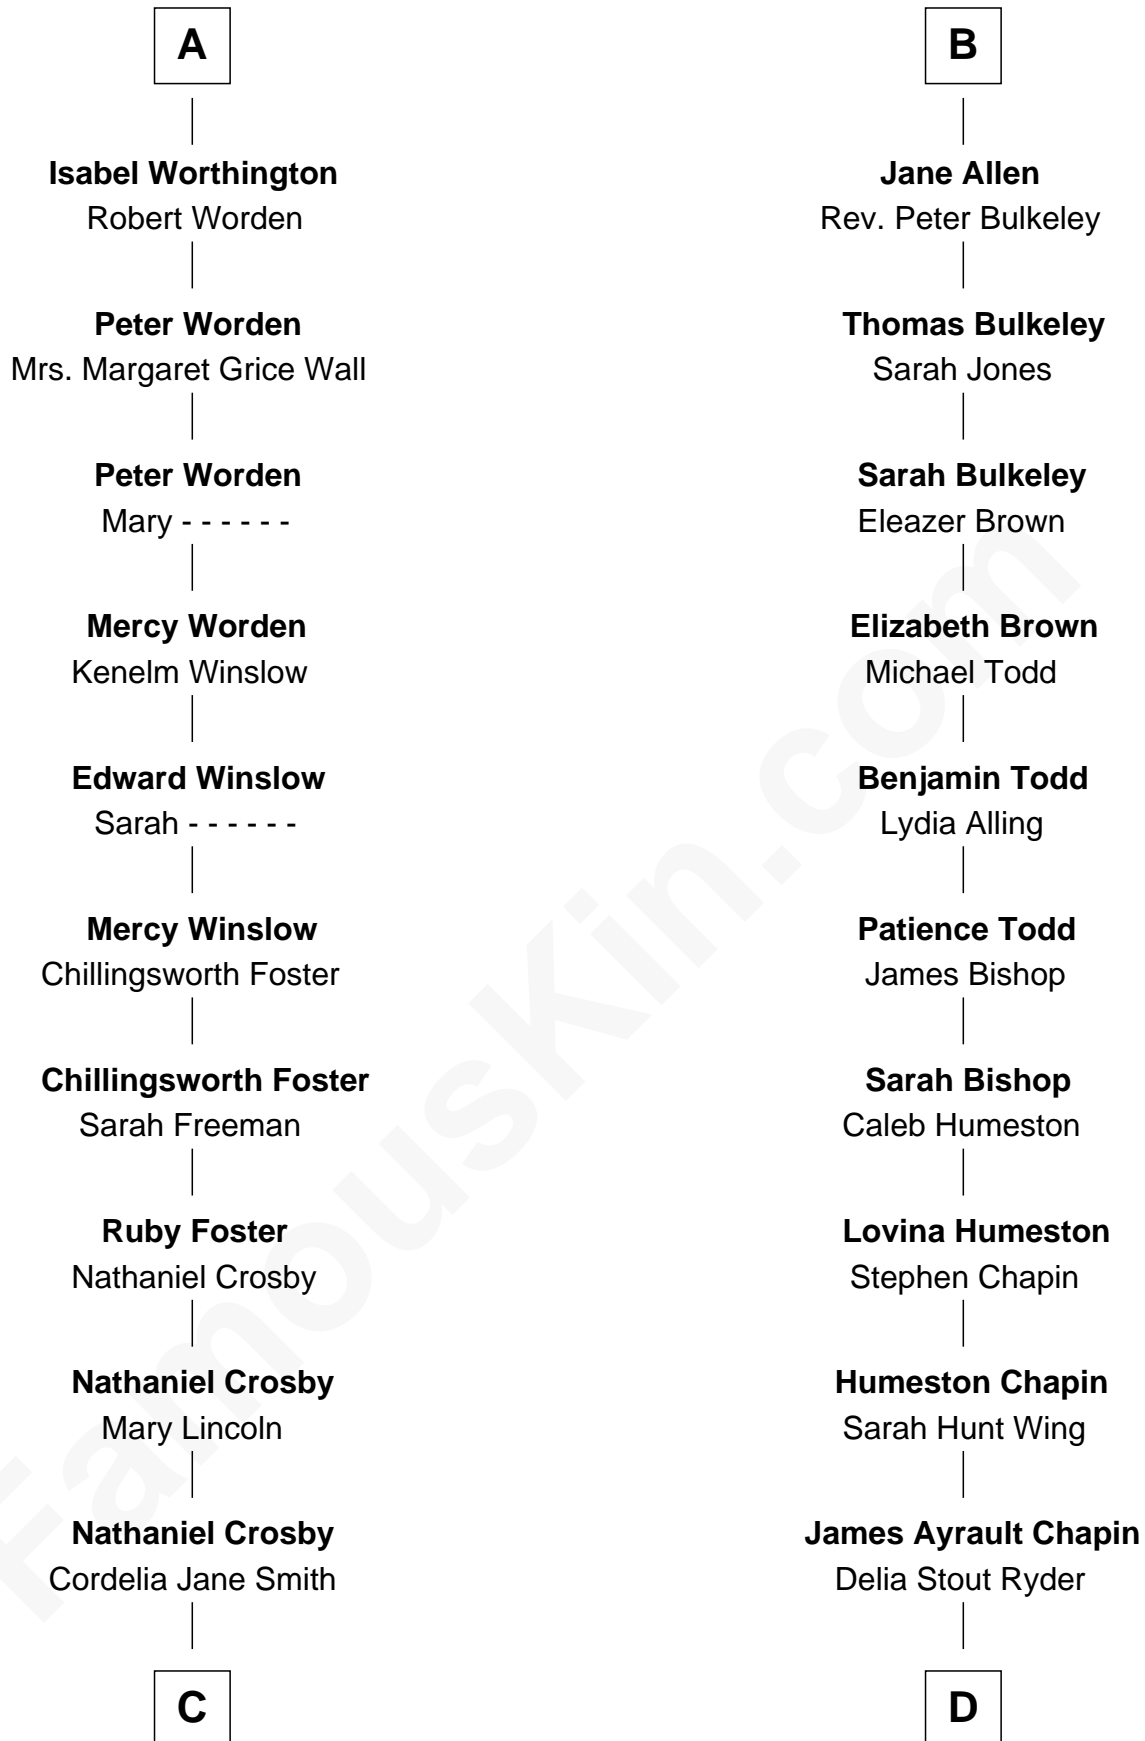 A
Isabel Worthington
Robert Worden
Peter Worden
Mrs. Margaret Grice Wall
Peter Worden
Mary - - - - - -
Mercy Worden
Kenelm Winslow
Edward Winslow
Sarah - - - - - -
Mercy Winslow
Chillingsworth Foster
Chillingsworth Foster
Sarah Freeman
Ruby Foster
Nathaniel Crosby
Nathaniel Crosby
Mary Lincoln
Nathaniel Crosby
Cordelia Jane Smith
C
B
Jane Allen
Rev. Peter Bulkeley
Thomas Bulkeley
Sarah Jones
Sarah Bulkeley
Eleazer Brown
Elizabeth Brown
Michael Todd
Benjamin Todd
Lydia Alling
Patience Todd
James Bishop
Sarah Bishop
Caleb Humeston
Lovina Humeston
Stephen Chapin
Humeston Chapin
Sarah Hunt Wing
James Ayrault Chapin
Delia Stout Ryder
D
FamousKin.com